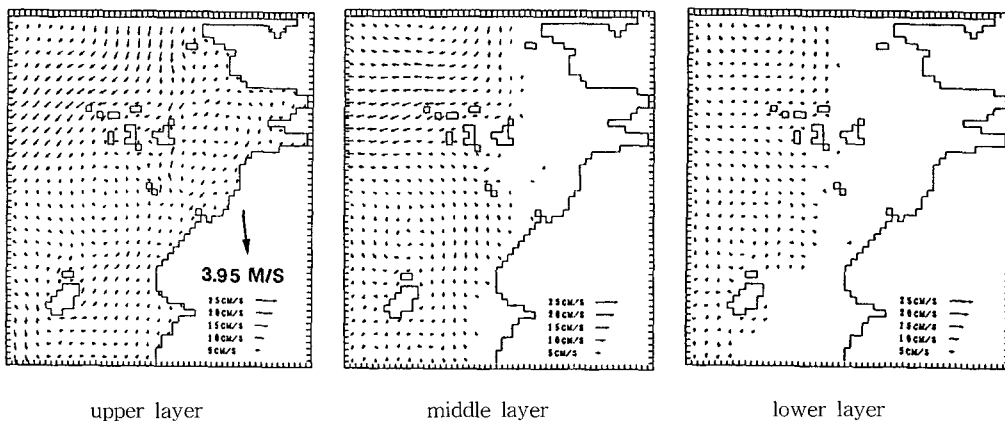 3.95 M/S
25CM/S
20CM/S
15CM/S
10CM/S
5CM/S
25CM/S
20CM/S
15CM/S
10CM/S
5CM/S
25CM/S
20CM/S
15CM/S
10CM/S
5CM/S
upper layer
middle layer
lower layer